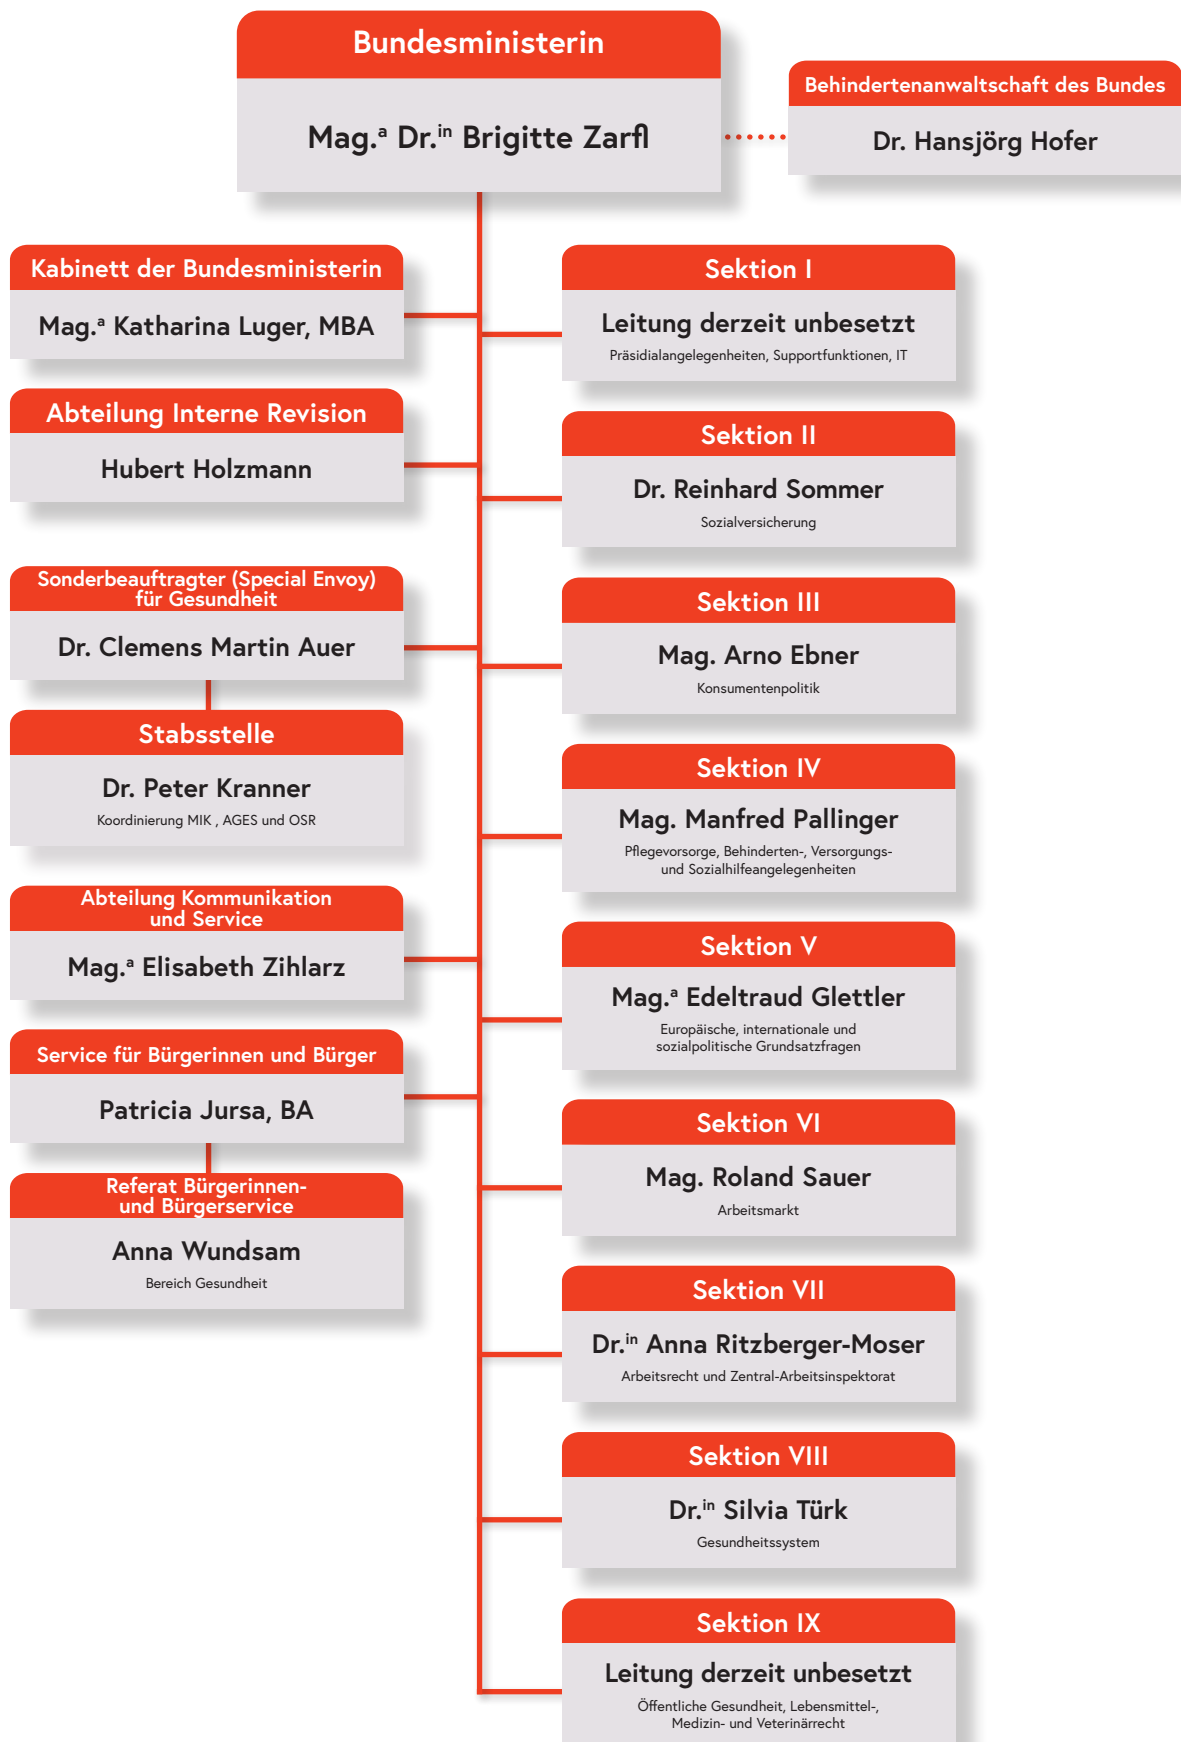 Bundesministerin
Mag.ª Dr.ⁱⁿ Brigitte Zarfl
Behindertenanwaltschaft des Bundes
Dr. Hansjörg Hofer
Kabinett der Bundesministerin
Mag.ª Katharina Luger, MBA
Abteilung Interne Revision
Hubert Holzmann
Sonderbeauftragter (Special Envoy)
für Gesundheit
Dr. Clemens Martin Auer
Stabsstelle
Dr. Peter Kranner
Koordinierung MIK , AGES und OSR
Abteilung Kommunikation
und Service
Mag.ª Elisabeth Zihlarz
Service für Bürgerinnen und Bürger
Patricia Jursa, BA
Referat Bürgerinnen-
und Bürgerservice
Anna Wundsam
Bereich Gesundheit
Sektion I
Leitung derzeit unbesetzt
Präsidialangelegenheiten, Supportfunktionen, IT
Sektion II
Dr. Reinhard Sommer
Sozialversicherung
Sektion III
Mag. Arno Ebner
Konsumentenpolitik
Sektion IV
Mag. Manfred Pallinger
Pflegevorsorge, Behinderten-, Versorgungs-
und Sozialhilfeangelegenheiten
Sektion V
Mag.ª Edeltraud Glettler
Europäische, internationale und
sozialpolitische Grundsatzfragen
Sektion VI
Mag. Roland Sauer
Arbeitsmarkt
Sektion VII
Dr.ⁱⁿ Anna Ritzberger-Moser
Arbeitsrecht und Zentral-Arbeitsinspektorat
Sektion VIII
Dr.ⁱⁿ Silvia Türk
Gesundheitssystem
Sektion IX
Leitung derzeit unbesetzt
Öffentliche Gesundheit, Lebensmittel-,
Medizin- und Veterinärrecht